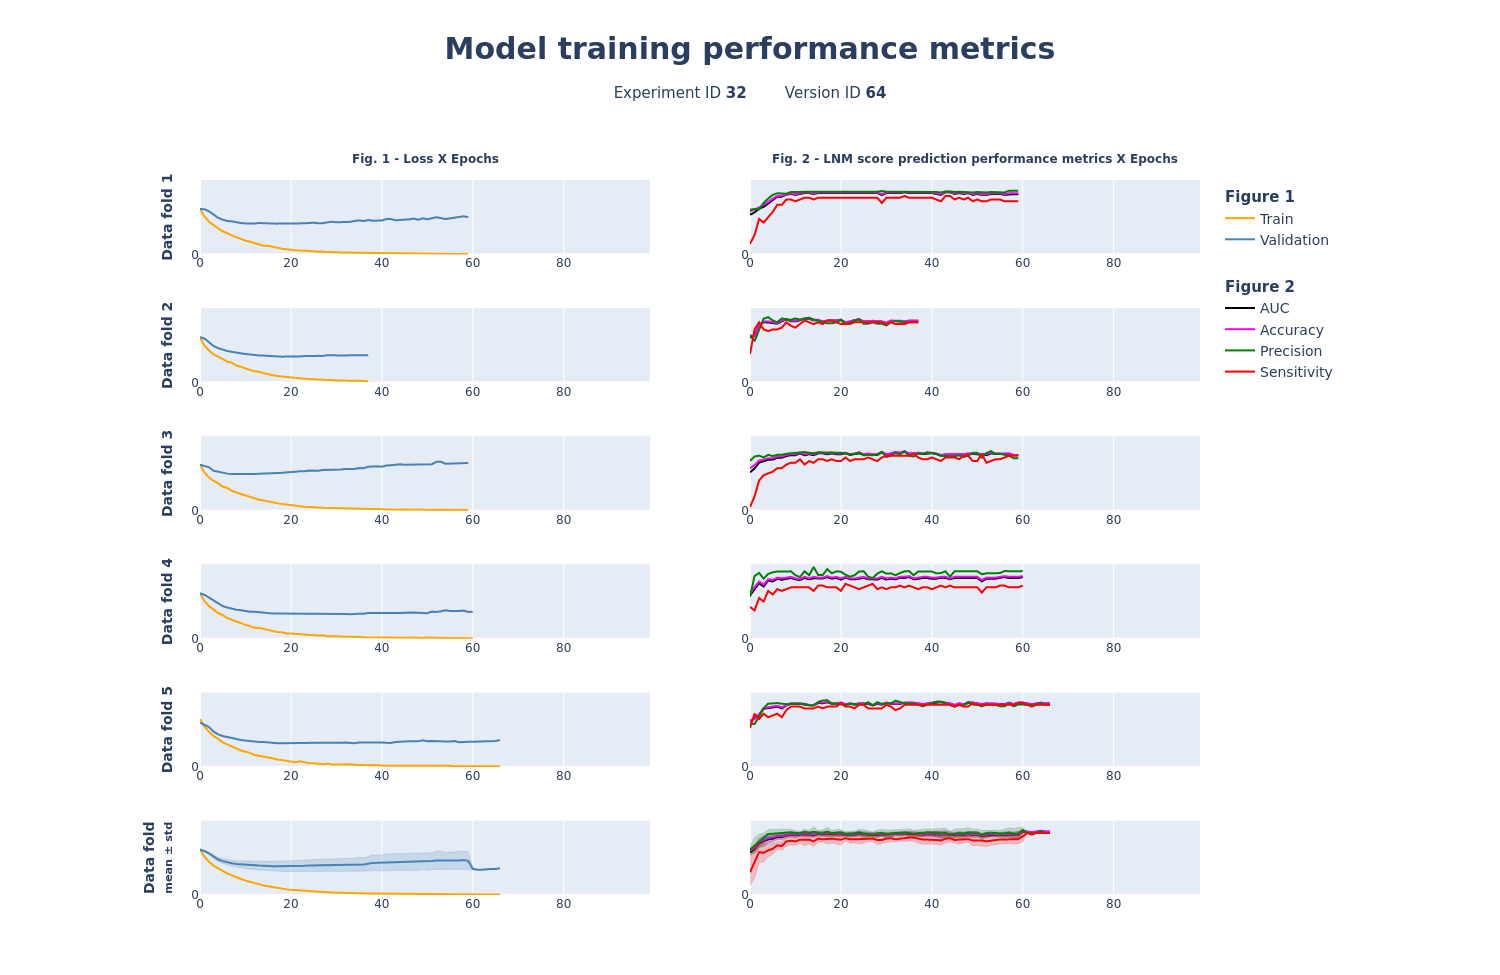 Model training performance metrics
Experiment ID 32 Version ID 64
Fig. 1 - Loss X Epochs
Fig. 2 - LNM score prediction performance metrics X Epochs
Data fold 1
0
0 20 40 60 80
0
0 20 40 60 80
Data fold 2
0
0 20 40 60 80
0
0 20 40 60 80
Data fold 3
0
0 20 40 60 80
0
0 20 40 60 80
Data fold 4
0
0 20 40 60 80
0
0 20 40 60 80
Data fold 5
0
0 20 40 60 80
0
0 20 40 60 80
Data fold
mean ± std
0
0 20 40 60 80
0
0 20 40 60 80
Figure 1
Train
Validation
Figure 2
AUC
Accuracy
Precision
Sensitivity